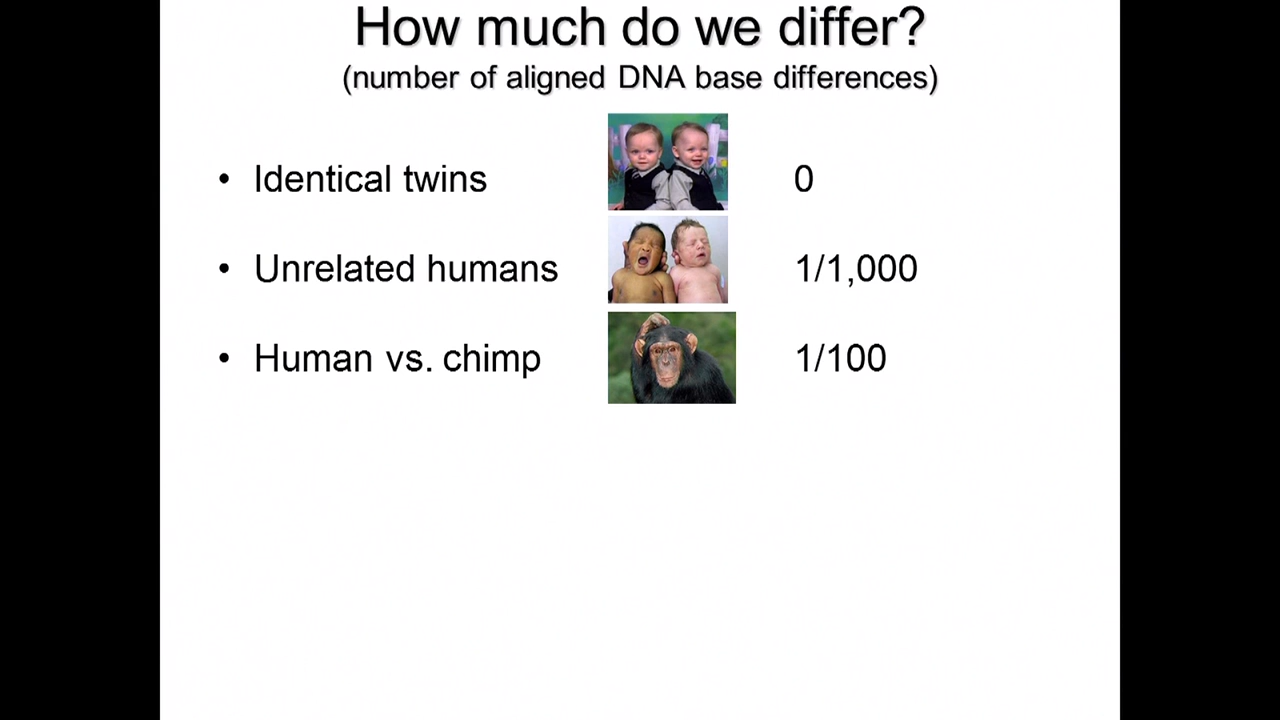 How much do we differ?
(number of aligned DNA base differences)
• Identical twins 0
• Unrelated humans 1/1,000
• Human vs. chimp 1/100